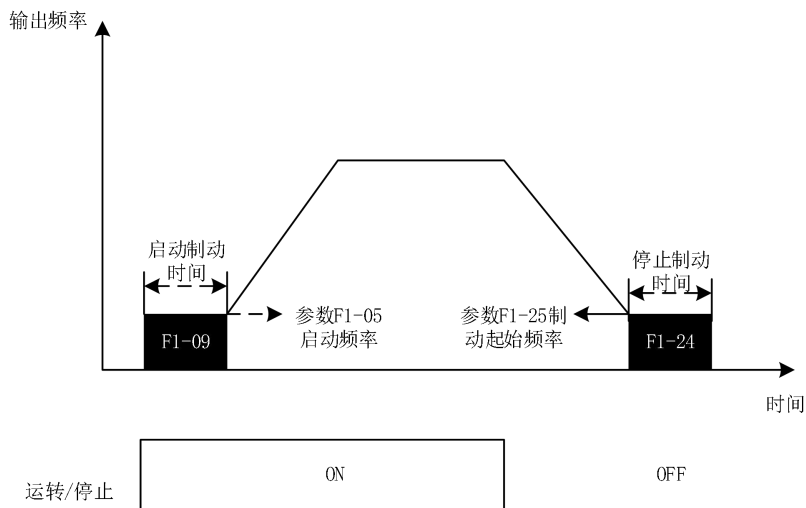 输出频率
启动制动
时间
停止制动
时间
F1-09
参数F1-05
启动频率
参数F1-25制
动起始频率
F1-24
时间
ON
OFF
运转/停止